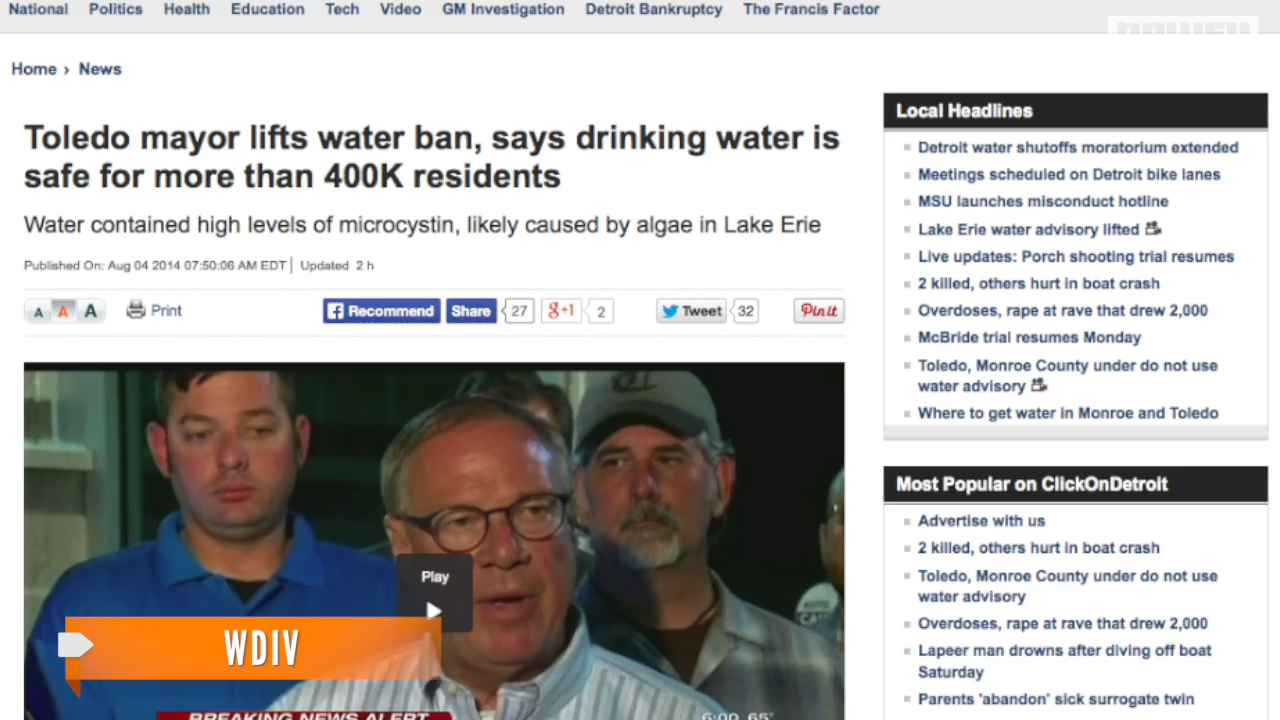 National Politics Health Education Tech Video GM Investigation Detroit Bankruptcy The Francis Factor
Home › News
Toledo mayor lifts water ban, says drinking water is
safe for more than 400K residents
Water contained high levels of microcystin, likely caused by algae in Lake Erie
Published On: Aug 04 2014 07:50:06 AM EDT | Updated 2 h
A A A Print Recommend Share 27 g+1 2 Tweet 32 Pin it
Play
WDIV
BREAKING NEWS ALERT
6:00 65°
Local Headlines
Detroit water shutoffs moratorium extended
Meetings scheduled on Detroit bike lanes
MSU launches misconduct hotline
Lake Erie water advisory lifted
Live updates: Porch shooting trial resumes
2 killed, others hurt in boat crash
Overdoses, rape at rave that drew 2,000
McBride trial resumes Monday
Toledo, Monroe County under do not use
water advisory
Where to get water in Monroe and Toledo
Most Popular on ClickOnDetroit
Advertise with us
2 killed, others hurt in boat crash
Toledo, Monroe County under do not use
water advisory
Overdoses, rape at rave that drew 2,000
Lapeer man drowns after diving off boat
Saturday
Parents 'abandon' sick surrogate twin